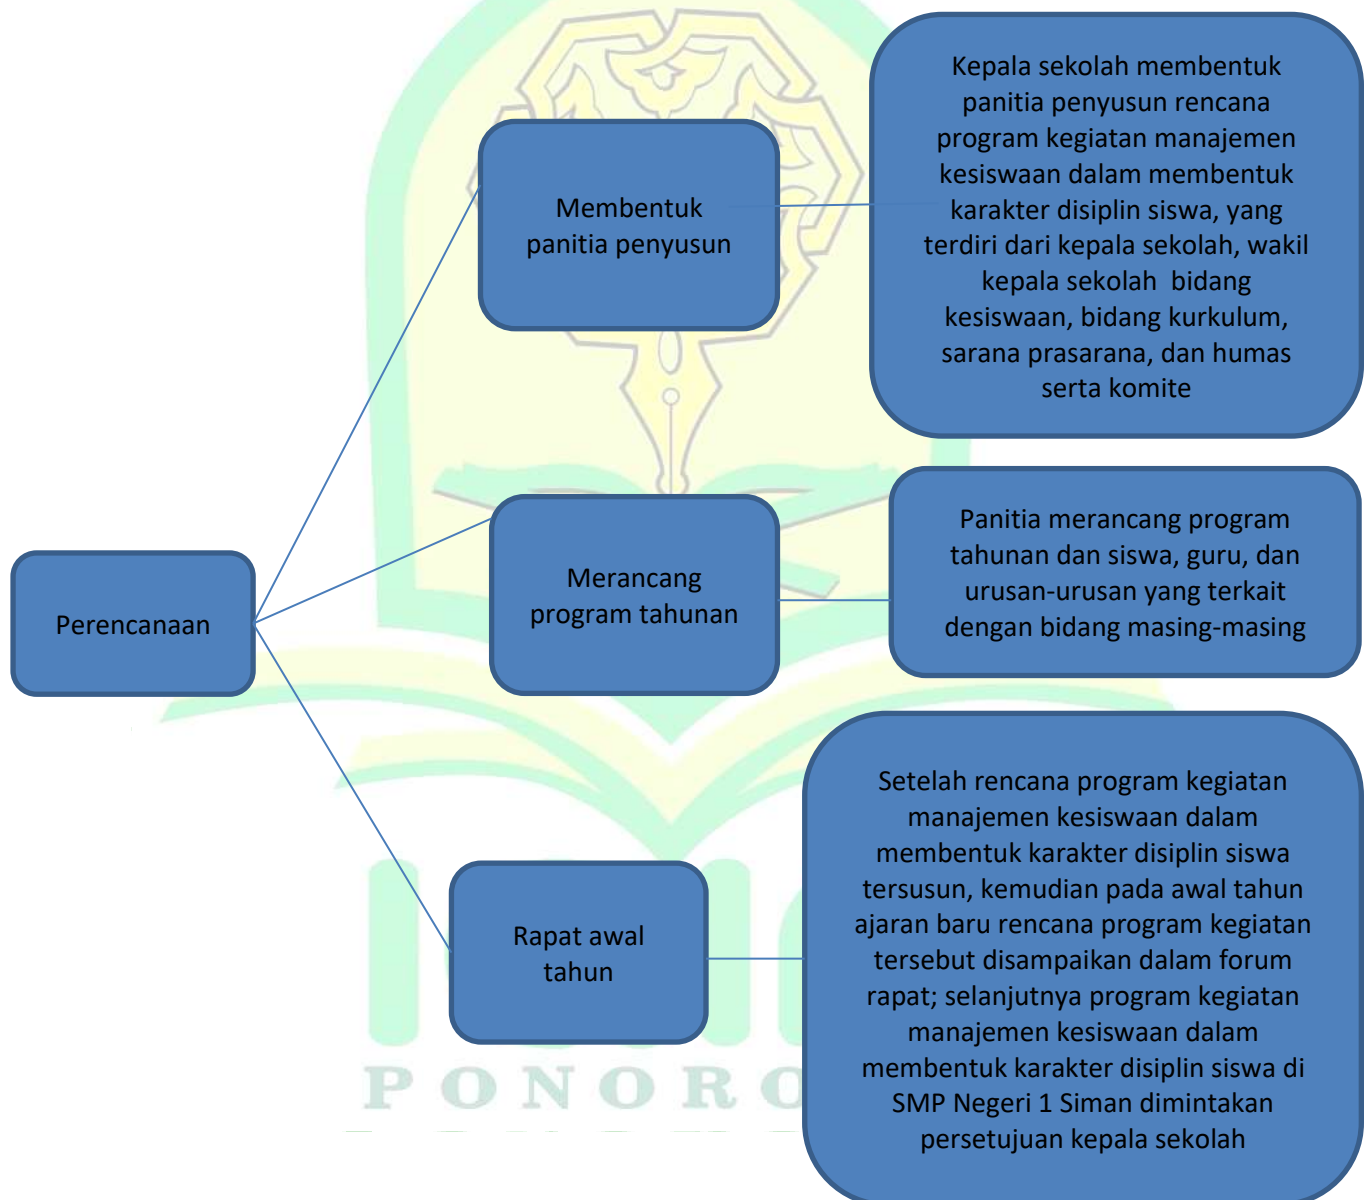 Kepala sekolah membentuk
panitia penyusun rencana
program kegiatan manajemen
kesiswaan dalam membentuk
karakter disiplin siswa, yang
terdiri dari kepala sekolah, wakil
kepala sekolah bidang
kesiswaan, bidang kurkulum,
sarana prasarana, dan humas
serta komite
Membentuk
panitia penyusun
Panitia merancang program
tahunan dan siswa, guru, dan
urusan-urusan yang terkait
dengan bidang masing-masing
Merancang
program tahunan
Perencanaan
Setelah rencana program kegiatan
manajemen kesiswaan dalam
membentuk karakter disiplin siswa
tersusun, kemudian pada awal tahun
ajaran baru rencana program kegiatan
tersebut disampaikan dalam forum
rapat; selanjutnya program kegiatan
manajemen kesiswaan dalam
membentuk karakter disiplin siswa di
SMP Negeri 1 Siman dimintakan
persetujuan kepala sekolah
Rapat awal
tahun